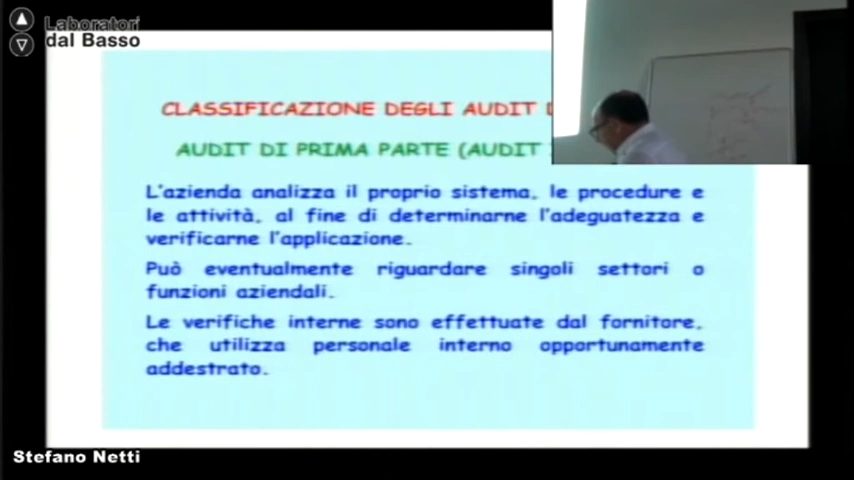 Laboratori
dal Basso
CLASSIFICAZIONE DEGLI AUDIT
AUDIT DI PRIMA PARTE (AUDIT
L'azienda analizza il proprio sistema, le procedure e
le attività, al fine di determinarne l'adeguatezza e
verificarne l'applicazione.
Può eventualmente riguardare singoli settori o
funzioni aziendali.
Le verifiche interne sono effettuate dal fornitore,
che utilizza personale interno opportunamente
addestrato.
Stefano Netti